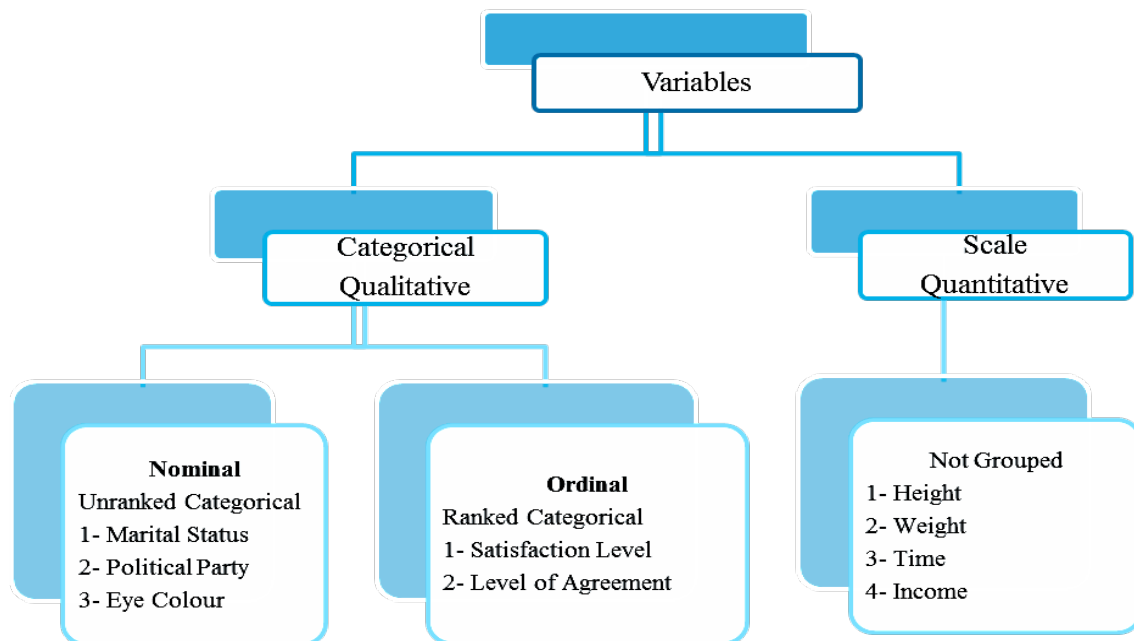 Variables
Categorical
Qualitative
Scale
Quantitative
Nominal
Unranked Categorical
1- Marital Status
2- Political Party
3- Eye Colour
Ordinal
Ranked Categorical
1- Satisfaction Level
2- Level of Agreement
Not Grouped
1- Height
2- Weight
3- Time
4- Income